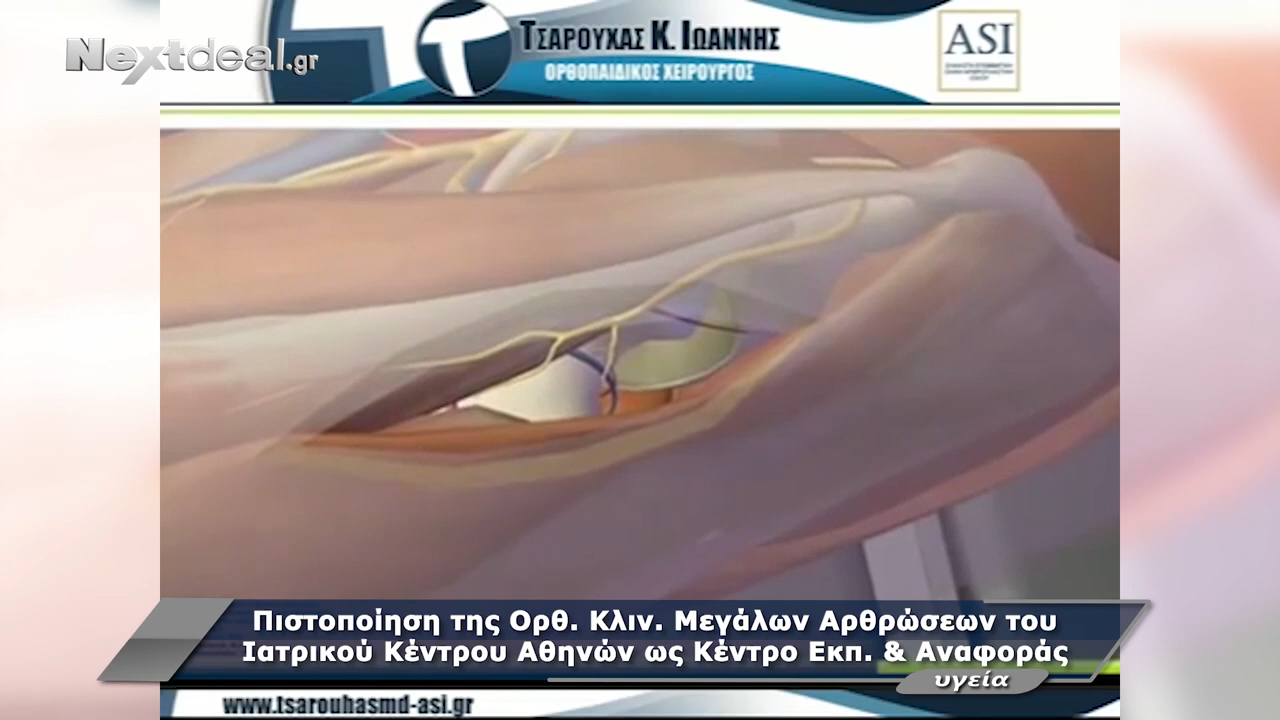 Nextdeal.gr
ΤΣΑΡΟΥΧΑΣ Κ. ΙΩΑΝΝΗΣ
ΟΡΘΟΠΑΙΔΙΚΟΣ ΧΕΙΡΟΥΡΓΟΣ
ASI
Πιστοποίηση της Ορθ. Κλιν. Μεγάλων Αρθρώσεων του
Ιατρικού Κέντρου Αθηνών ως Κέντρο Εκπ. & Αναφοράς
υγεία
www.tsarouhasmd-asi.gr